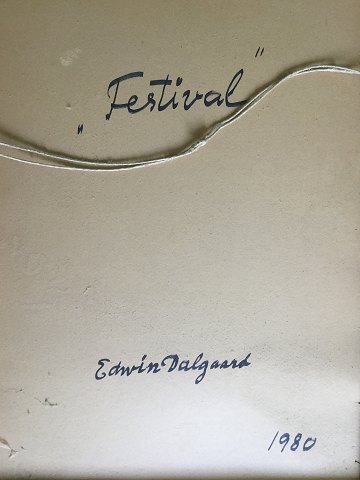 „Festival"
Edwin Dalgaard
1980